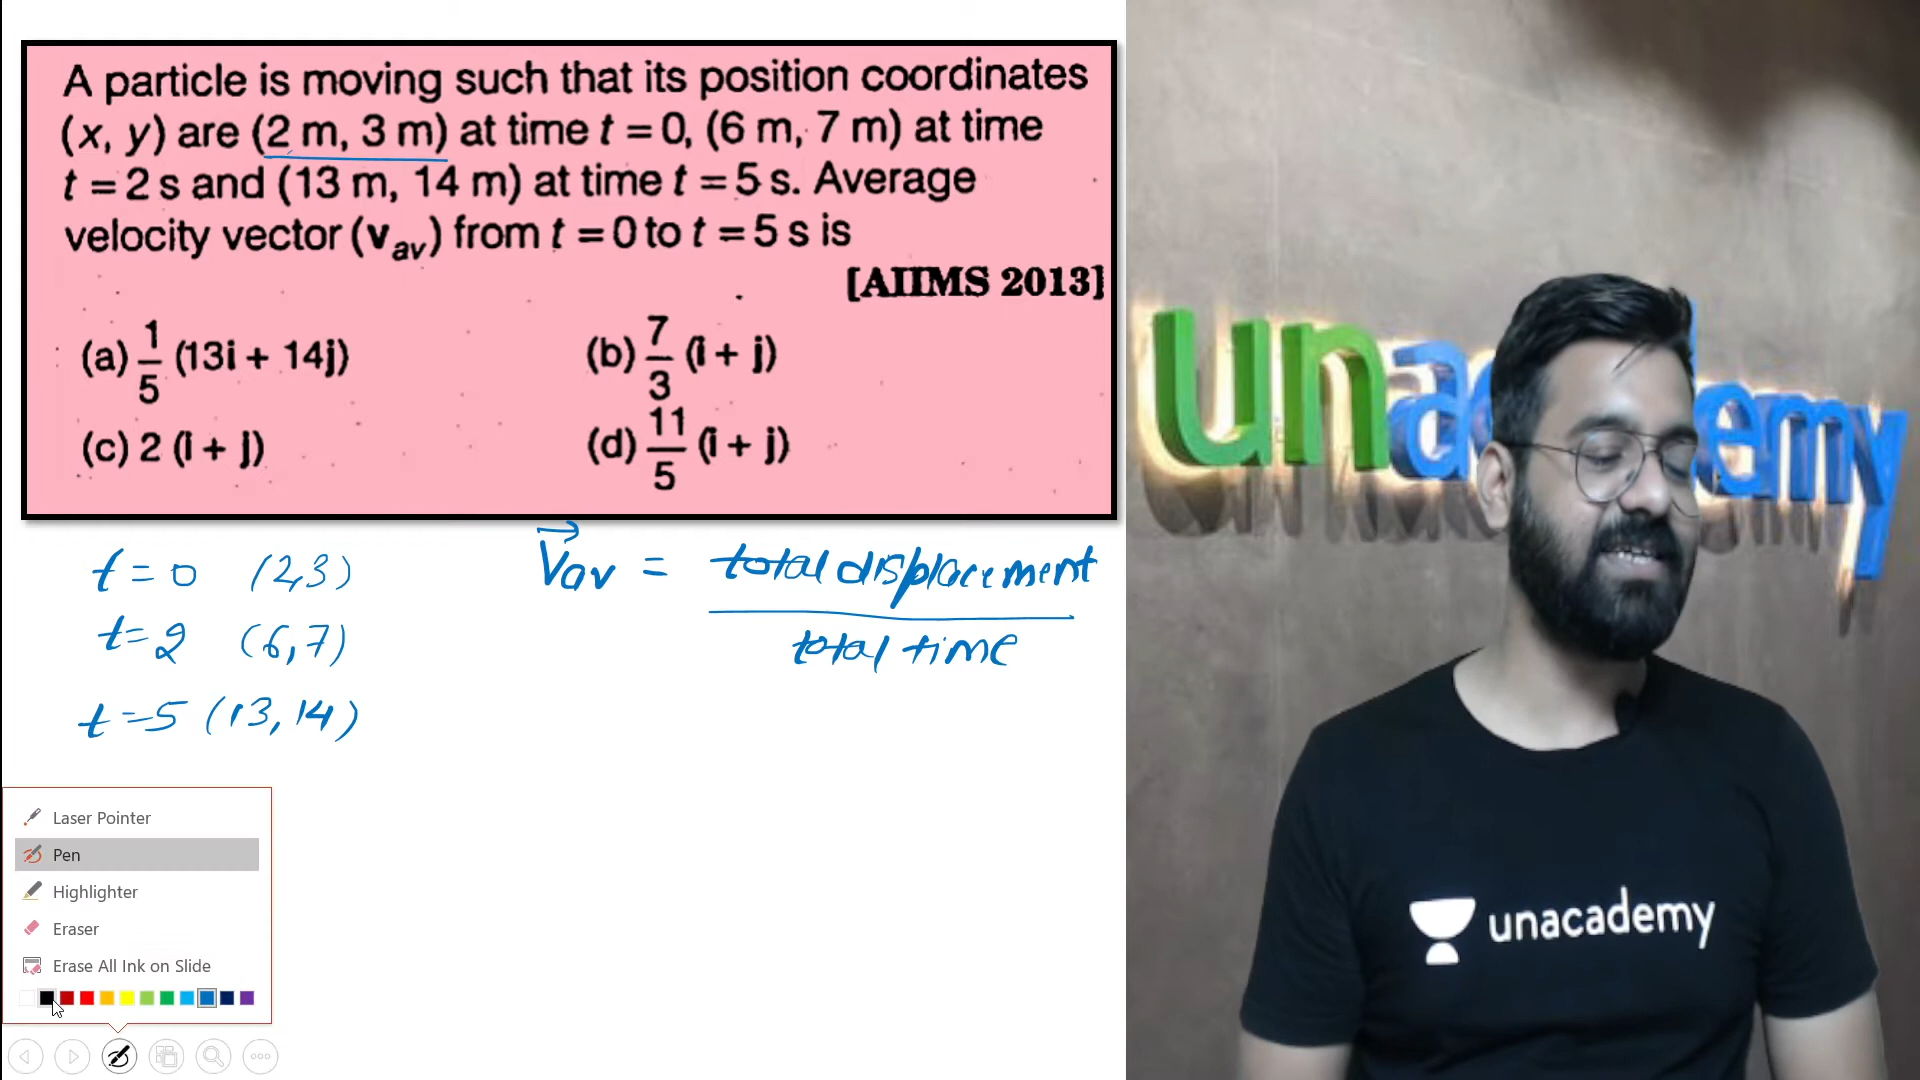 A particle is moving such that its position coordinates
(x, y) are (2 m, 3 m) at time t = 0, (6 m, 7 m) at time
t = 2 s and (13 m, 14 m) at time t = 5 s. Average
velocity vector (v_av) from t = 0 to t = 5 s is
[AIIMS 2013]
(a) 1/5 (13i + 14j)
(b) 7/3 (i + j)
(c) 2 (i + j)
(d) 11/5 (i + j)
t = 0 (2,3)
t = 2 (6,7)
t = 5 (13, 14)
V⃗av = total displacement
total time
Laser Pointer
Pen
Highlighter
Eraser
Erase All Ink on Slide
unacademy
unacademy